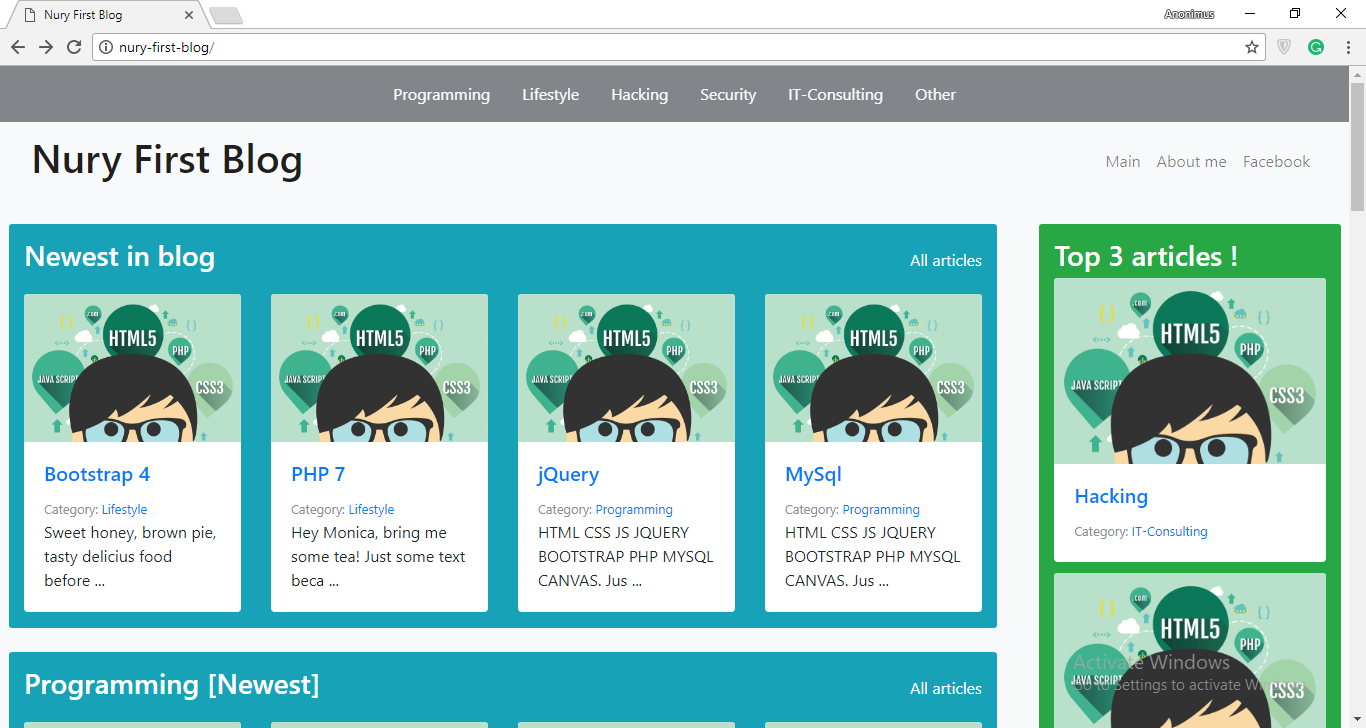 Nury First Blog
Anonimus
nury-first-blog/
Programming Lifestyle Hacking Security IT-Consulting Other
Nury First Blog
Main About me Facebook
Newest in blog
All articles
.com
HTML5
PHP
JAVA SCRIPT
CSS3
Bootstrap 4
Category: Lifestyle
Sweet honey, brown pie,
tasty delicius food
before ...
.com
HTML5
PHP
JAVA SCRIPT
CSS3
PHP 7
Category: Lifestyle
Hey Monica, bring me
some tea! Just some text
beca ...
.com
HTML5
PHP
JAVA SCRIPT
CSS3
jQuery
Category: Programming
HTML CSS JS JQUERY
BOOTSTRAP PHP MYSQL
CANVAS. Jus ...
.com
HTML5
PHP
JAVA SCRIPT
CSS3
MySql
Category: Programming
HTML CSS JS JQUERY
BOOTSTRAP PHP MYSQL
CANVAS. Jus ...
Programming [Newest]
All articles
Top 3 articles !
.com
HTML5
PHP
JAVA SCRIPT
CSS3
Hacking
Category: IT-Consulting
.com
HTML5
PHP
JAVA SCRIPT
CSS3
Activate Windows
Go to Settings to activate Windows.